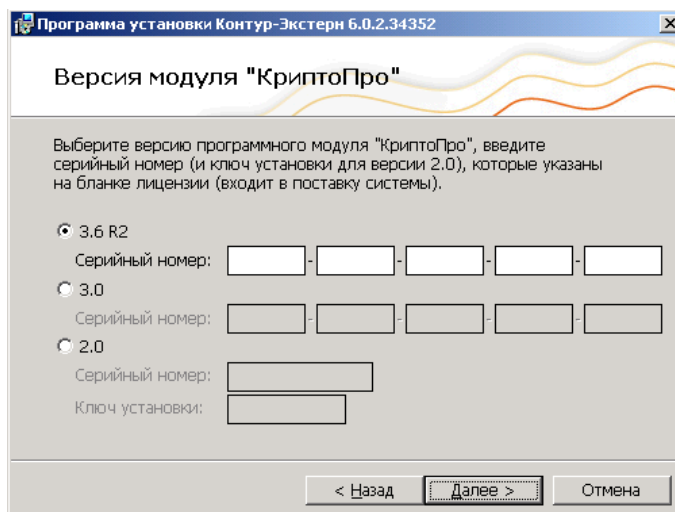 Программа установки Контур-Экстерн 6.0.2.34352
Версия модуля "КриптоПро"
Выберите версию программного модуля "КриптоПро", введите
серийный номер (и ключ установки для версии 2.0), которые указаны
на бланке лицензии (входит в поставку системы).
3.6 R2
Серийный номер: - - - -
3.0
Серийный номер: - - - -
2.0
Серийный номер:
Ключ установки:
< Назад Далее > Отмена